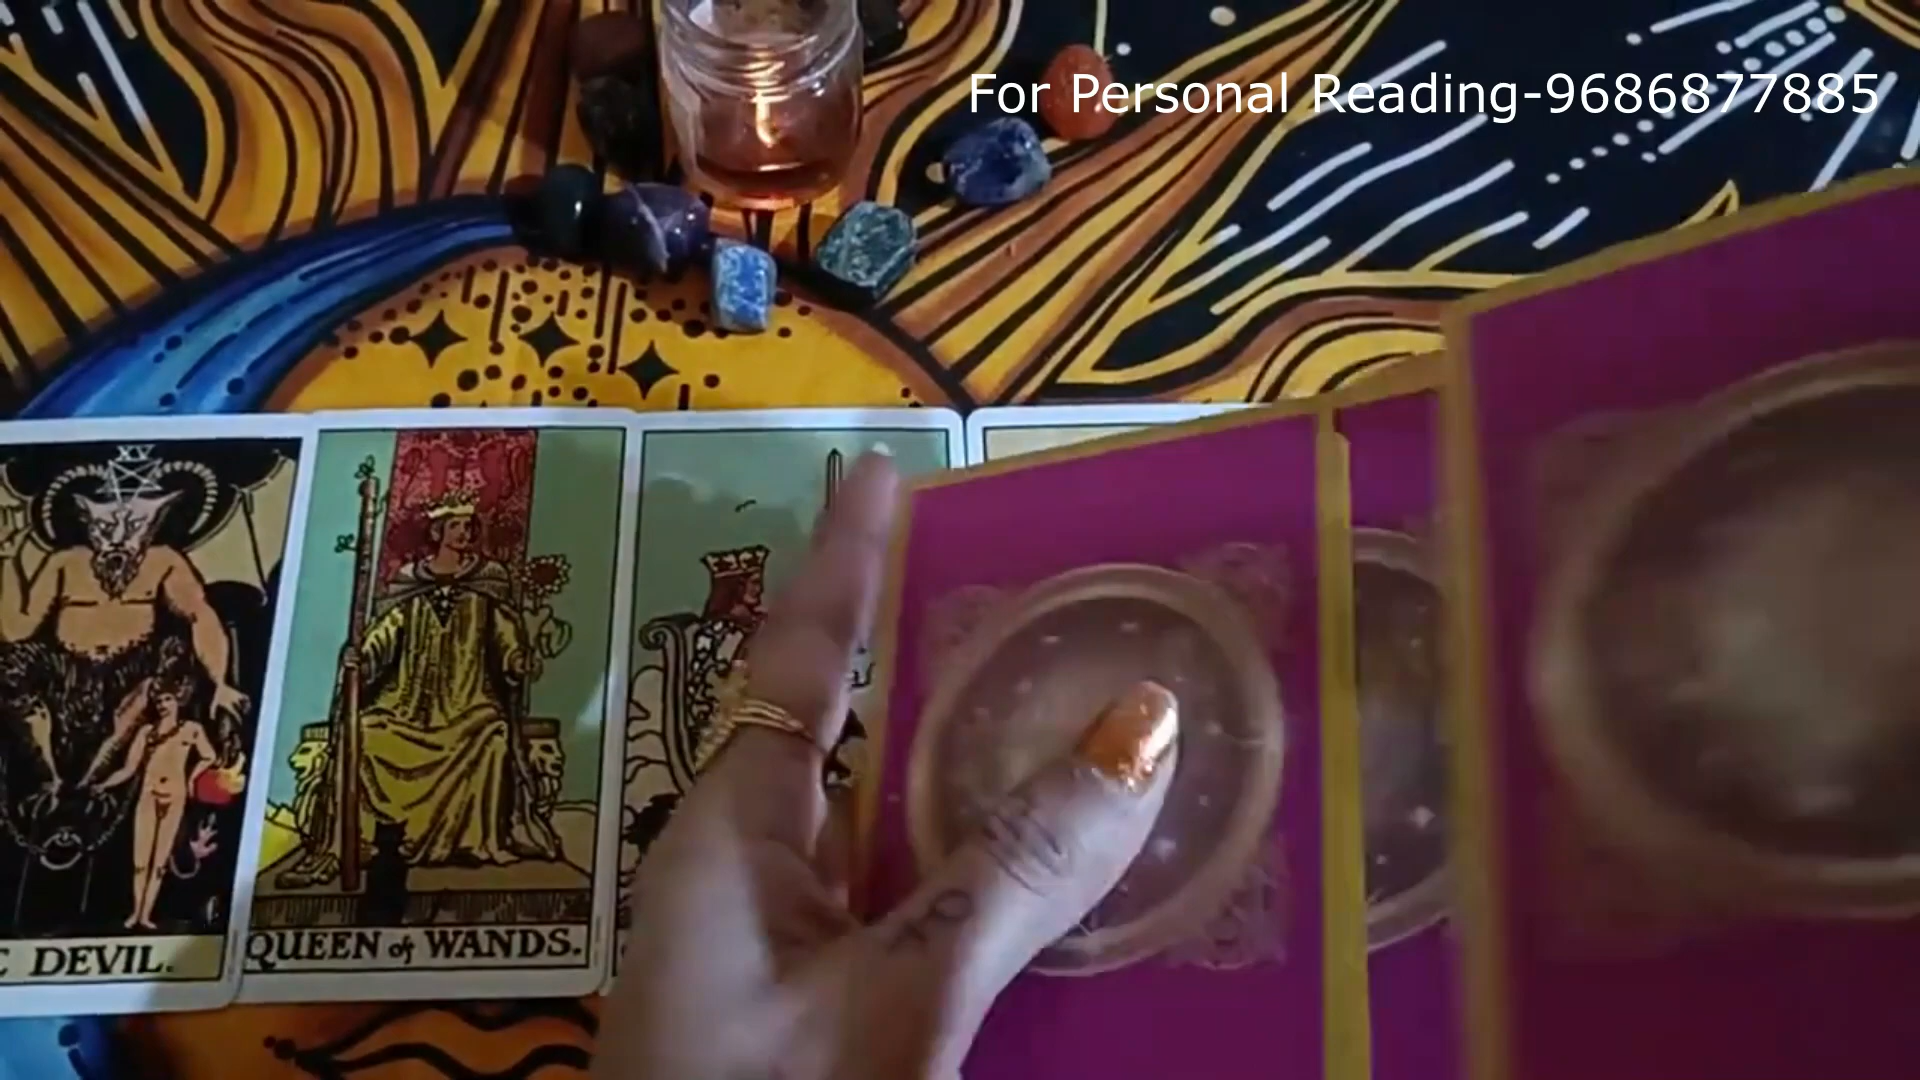 For Personal Reading-9686877885
XV
DEVIL.
QUEEN of WANDS.